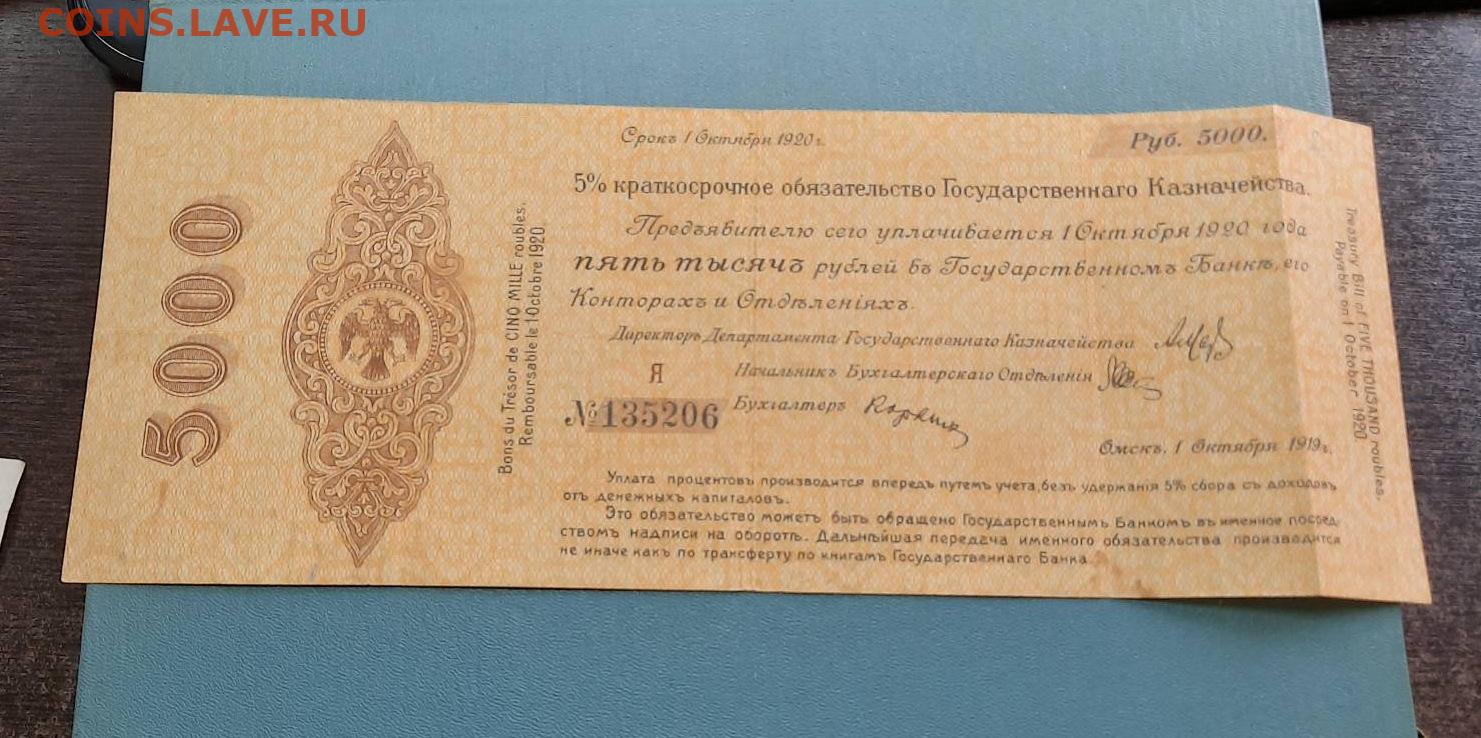 COINS.LAVE.RU
Срокъ 1 Октября 1920 г.
Руб. 5000.
5% краткосрочное обязательство Государственнаго Казначейства.
Предъявителю сего уплачивается 1 Октября 1920 года
ПЯТЬ ТЫСЯЧЪ рублей въ Государственномъ Банкѣ, его
Конторахъ и Отдѣленіяхъ.
Директоръ Департамента Государственнаго Казначейства
Я
Начальникъ Бухгалтерскаго Отдѣленія
№135206
Бухгалтеръ
Омскъ, 1 Октября 1919 г.
Уплата процентовъ производится впередъ путемъ учета, безъ удержанія 5% сбора съ доходовъ
отъ денежныхъ капиталовъ.
Это обязательство можетъ быть обращено Государственнымъ Банкомъ въ именное посред-
ствомъ надписи на оборотѣ. Дальнѣйшая передача именного обязательства производится
не иначе какъ по трансферту по книгамъ Государственнаго Банка.
5000
Bons du Trésor de CINQ MILLE roubles.
Remboursable le 1 Octobre 1920
Treasury Bill of FIVE THOUSAND roubles.
Payable on 1 October 1920